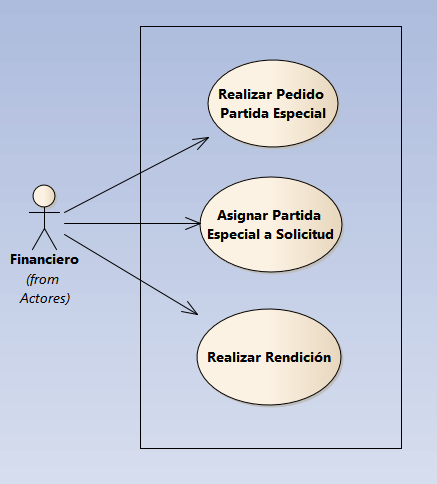 Realizar Pedido
Partida Especial
Asignar Partida
Especial a Solicitud
Financiero
(from
Actores)
Realizar Rendición